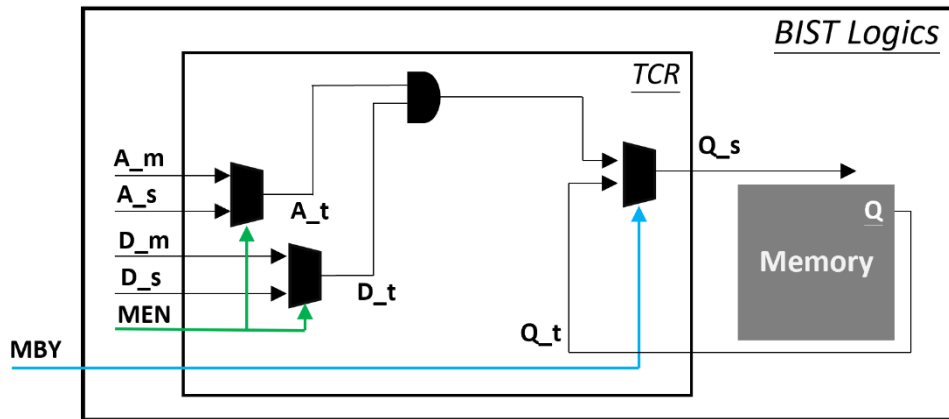 BIST Logics
TCR
A_m
A_s
A_t
D_m
D_s
D_t
MEN
MBY
Q_s
Q
Memory
Q_t